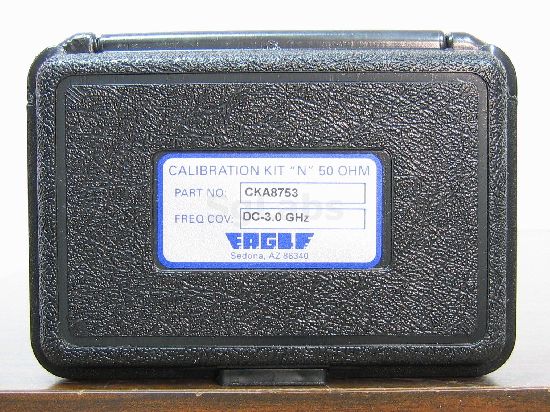 CALIBRATION KIT "N" 50 OHM
PART NO: CKA8753
FREQ COV: DC-3.0 GHz
EAGLE
Sedona, AZ 86340